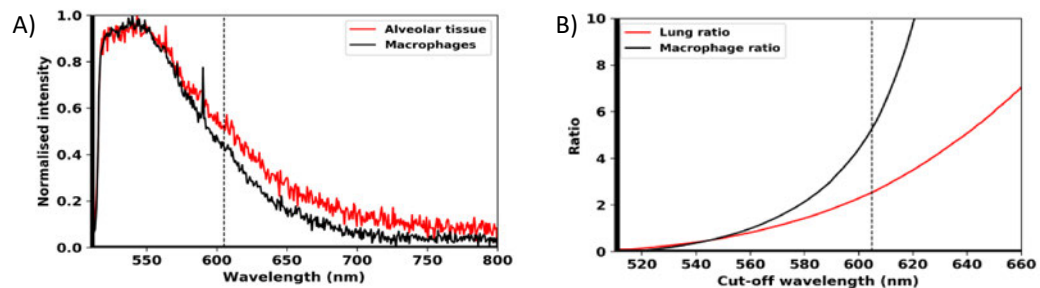 A)
Normalised intensity
1.0
0.8
0.6
0.4
0.2
0.0
Alveolar tissue
Macrophages
550 600 650 700 750 800
Wavelength (nm)
B)
Ratio
10
8
6
4
2
0
Lung ratio
Macrophage ratio
520 540 560 580 600 620 640 660
Cut-off wavelength (nm)